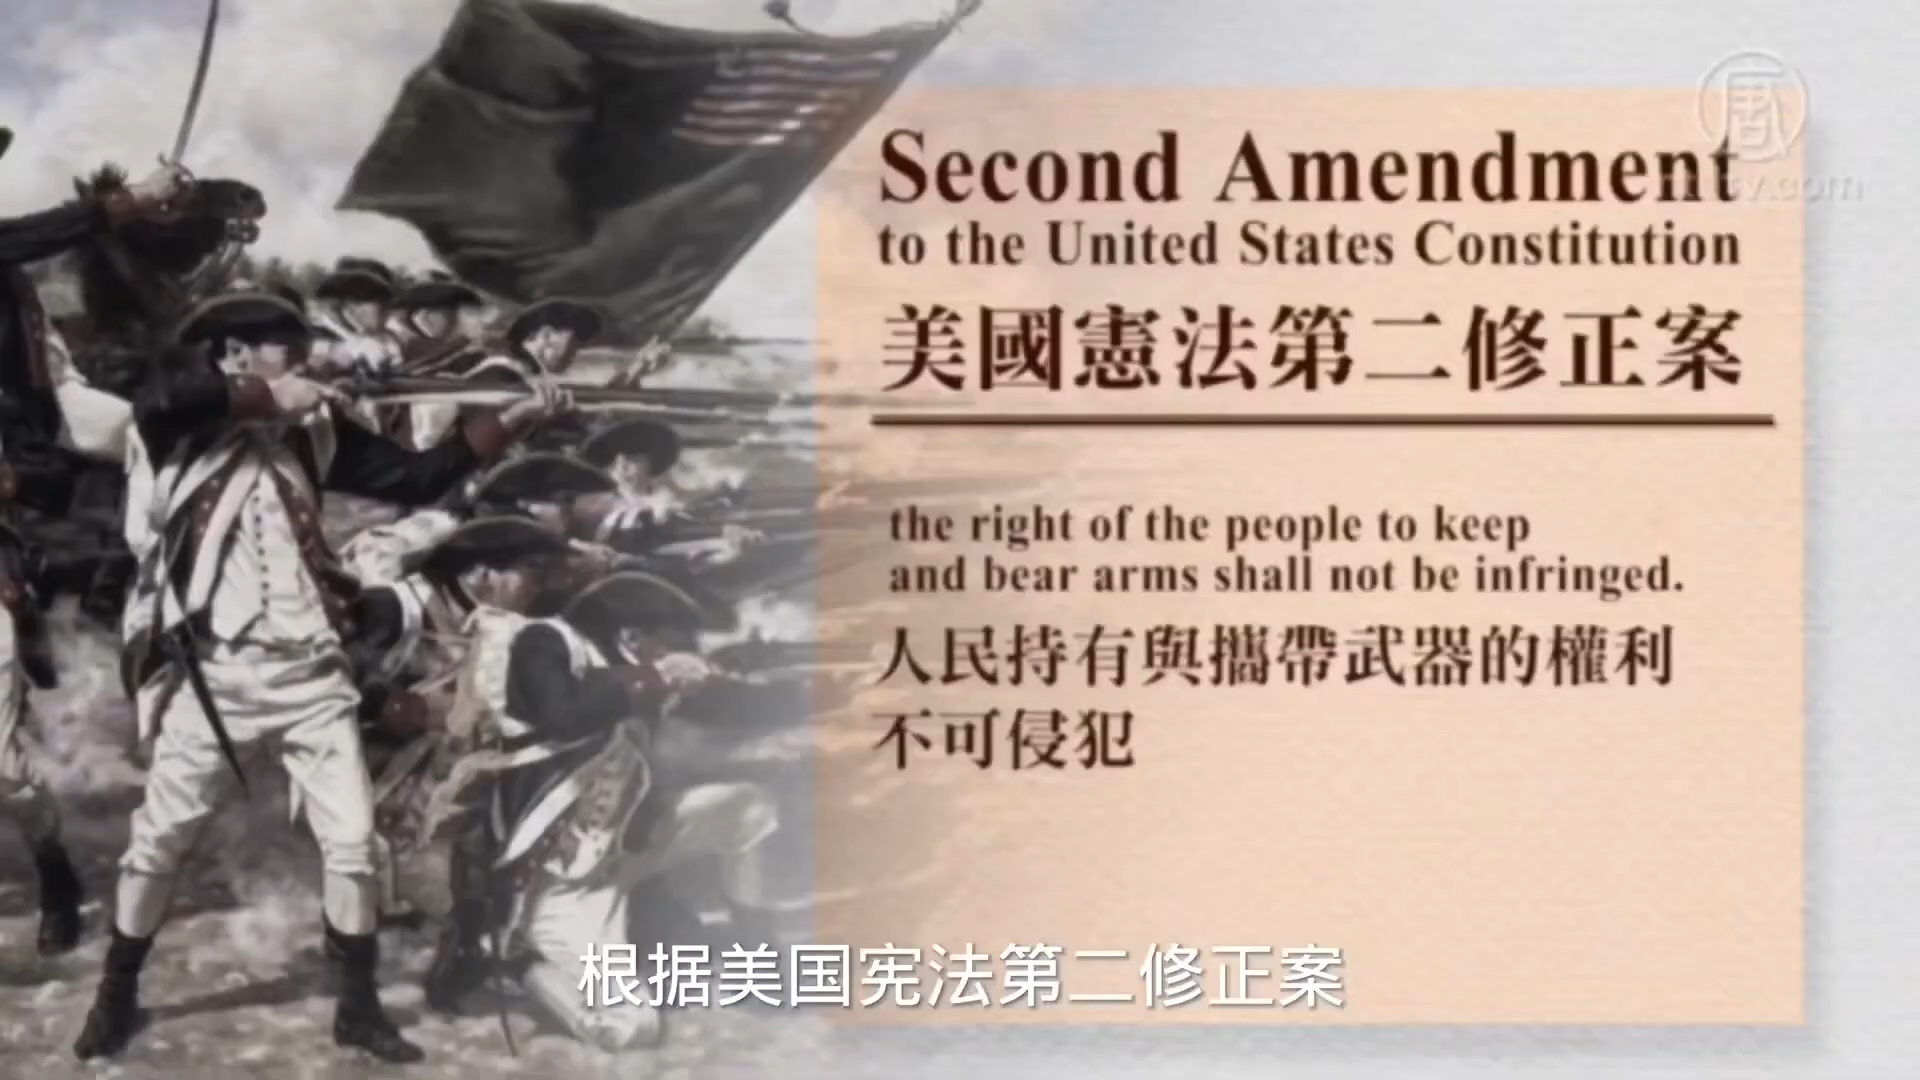 唐
Second Amendment
to the United States Constitution
美國憲法第二修正案
the right of the people to keep
and bear arms shall not be infringed.
人民持有與攜帶武器的權利
不可侵犯
根据美国宪法第二修正案